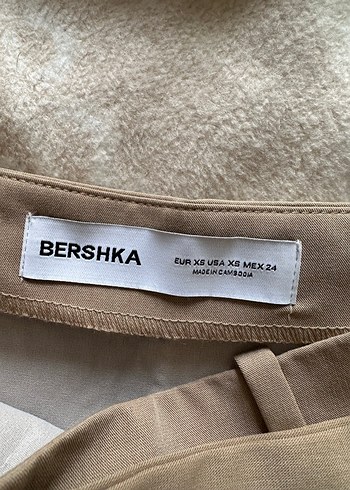 BERSHKA
EUR XS USA XS MEX 24
MADE IN CAMBODIA